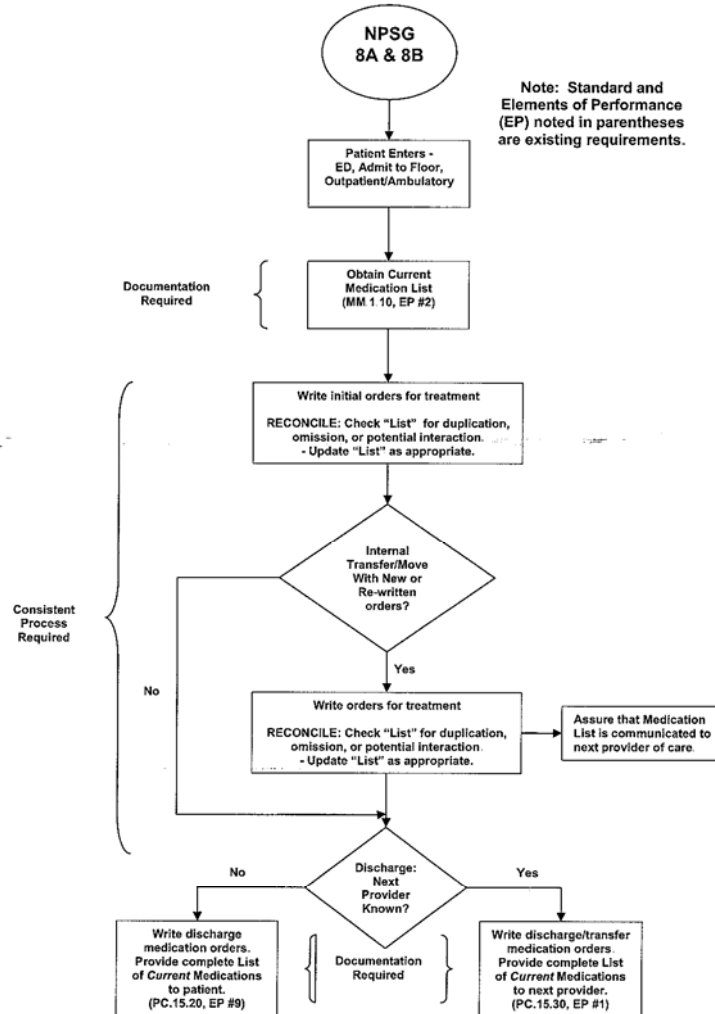 NPSG
8A & 8B
Note: Standard and
Elements of Performance
(EP) noted in parentheses
are existing requirements.
Patient Enters -
ED, Admit to Floor,
Outpatient/Ambulatory
Documentation
Required
Obtain Current
Medication List
(MM.1.10, EP #2)
Write initial orders for treatment
RECONCILE: Check "List" for duplication,
omission, or potential interaction.
- Update "List" as appropriate.
Internal
Transfer/Move
With New or
Re-written
orders?
Consistent
Process
Required
No
Yes
Write orders for treatment
RECONCILE: Check "List" for duplication,
omission, or potential interaction.
- Update "List" as appropriate.
Assure that Medication
List is communicated to
next provider of care.
Discharge:
Next
Provider
Known?
No
Yes
Write discharge
medication orders.
Provide complete List
of Current Medications
to patient.
(PC.15.20, EP #9)
Documentation
Required
Write discharge/transfer
medication orders.
Provide complete List
of Current Medications
to next provider.
(PC.15.30, EP #1)